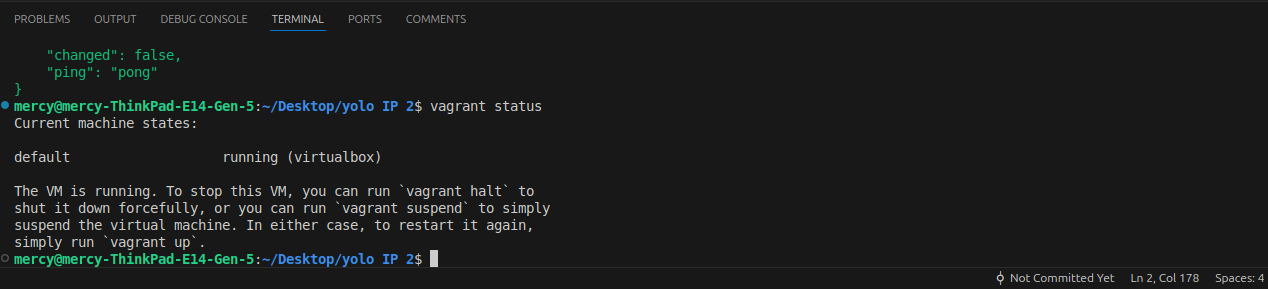 PROBLEMS OUTPUT DEBUG CONSOLE TERMINAL PORTS COMMENTS
"changed": false,
"ping": "pong"
}
mercy@mercy-ThinkPad-E14-Gen-5:~/Desktop/yolo IP 2$ vagrant status
Current machine states:
default running (virtualbox)
The VM is running. To stop this VM, you can run `vagrant halt` to
shut it down forcefully, or you can run `vagrant suspend` to simply
suspend the virtual machine. In either case, to restart it again,
simply run `vagrant up`.
mercy@mercy-ThinkPad-E14-Gen-5:~/Desktop/yolo IP 2$
Not Committed Yet Ln 2, Col 178 Spaces: 4